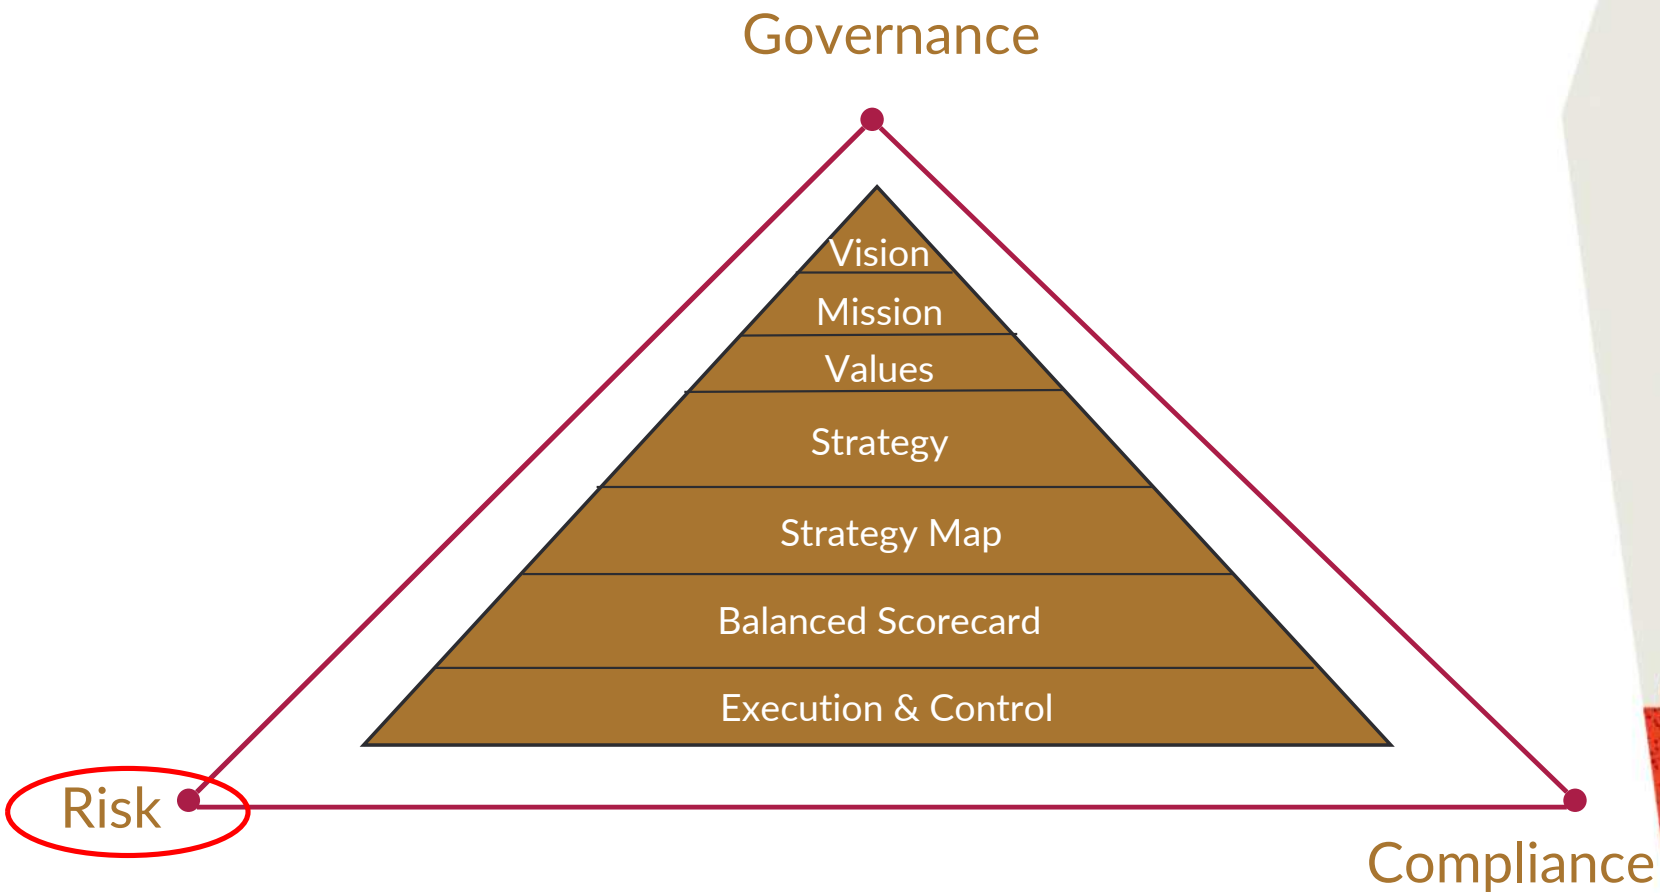 Governance
Vision
Mission
Values
Strategy
Strategy Map
Balanced Scorecard
Execution & Control
Risk
Compliance